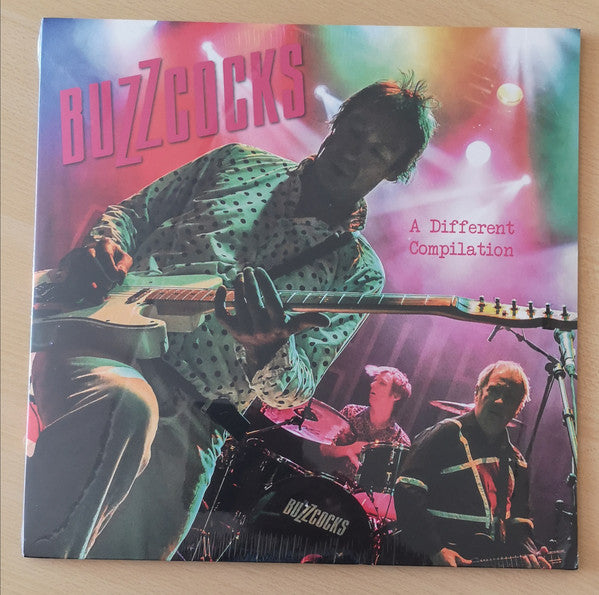 BUZZCOCKS
A Different
Compilation
BUZZCOCKS